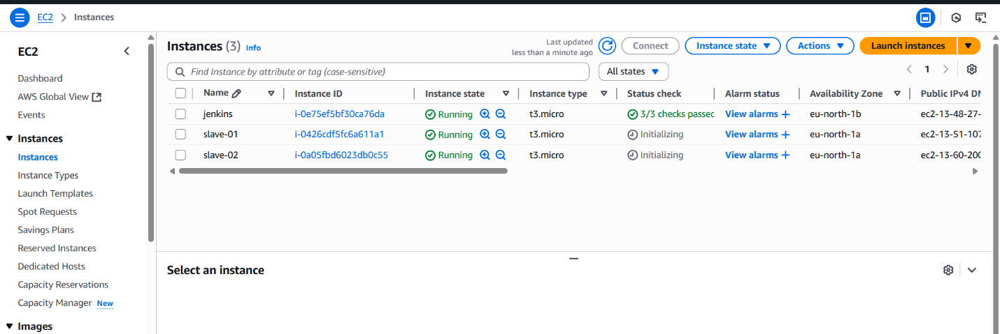 EC2 > Instances
EC2
Dashboard
AWS Global View
Events
Instances
Instances
Instance Types
Launch Templates
Spot Requests
Savings Plans
Reserved Instances
Dedicated Hosts
Capacity Reservations
Capacity Manager New
Images
Instances (3) Info
Last updated
less than a minute ago
Connect
Instance state
Actions
Launch instances
Find Instance by attribute or tag (case-sensitive)
All states
1
Name Instance ID Instance state Instance type Status check Alarm status Availability Zone Public IPv4 DN
jenkins i-0e75ef5bf30ca76da Running t3.micro 3/3 checks passec View alarms + eu-north-1b ec2-13-48-27-
slave-01 i-0426cdf5fc6a611a1 Running t3.micro Initializing View alarms + eu-north-1a ec2-13-51-107
slave-02 i-0a05fbd6023db0c55 Running t3.micro Initializing View alarms + eu-north-1a ec2-13-60-200
Select an instance